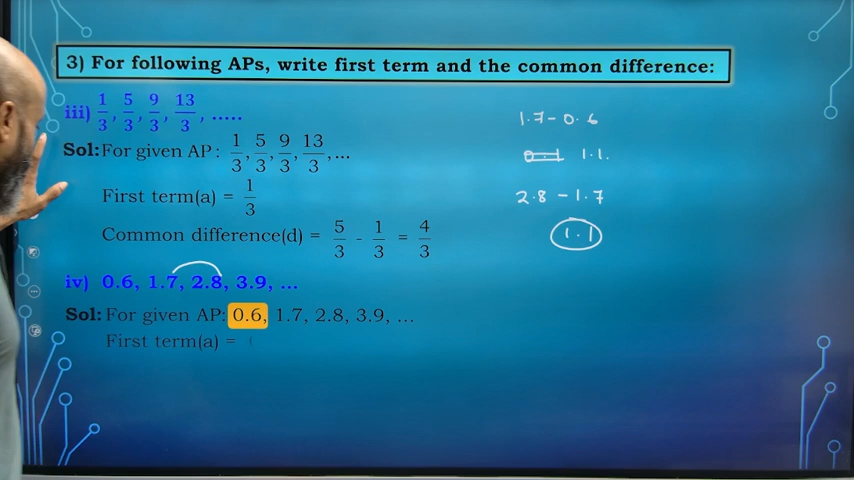 3) For following APs, write first term and the common difference:
iii) 1/3, 5/3, 9/3, 13/3, .....
Sol: For given AP : 1/3, 5/3, 9/3, 13/3, ...
First term(a) = 1/3
Common difference(d) = 5/3 - 1/3 = 4/3
iv) 0.6, 1.7, 2.8, 3.9, ...
Sol: For given AP: 0.6, 1.7, 2.8, 3.9, ...
First term(a) =
1.7 - 0.6
1.1.
2.8 - 1.7
1.1